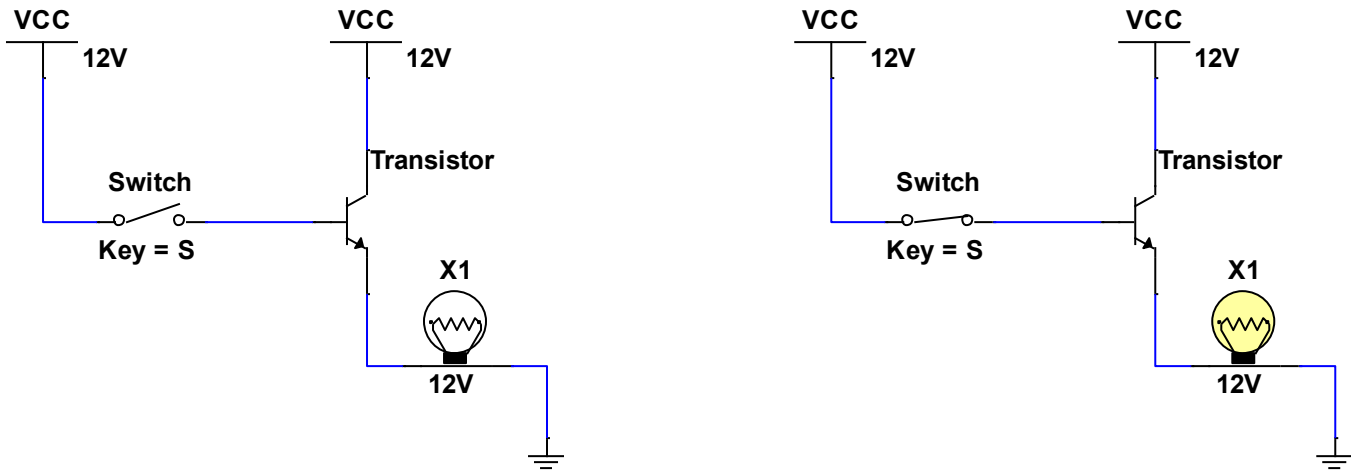 VCC
12V
VCC
12V
Transistor
Switch
Key = S
X1
12V
VCC
12V
VCC
12V
Transistor
Switch
Key = S
X1
12V